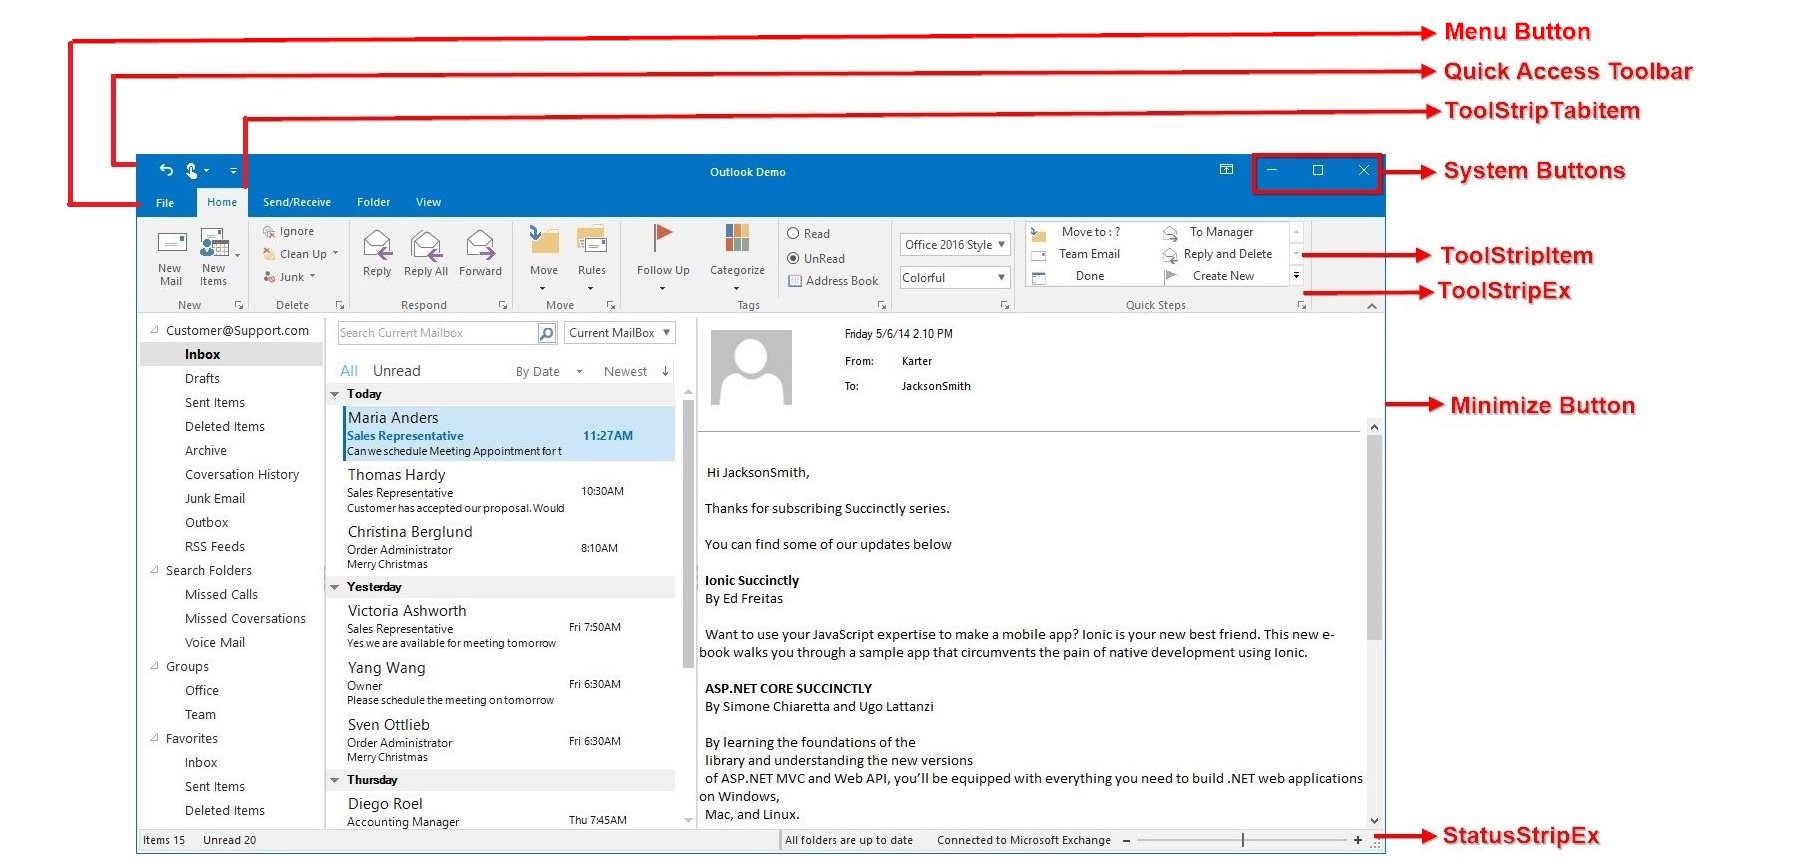 Menu Button
Quick Access Toolbar
ToolStripTabitem
Outlook Demo
System Buttons
File Home Send/Receive Folder View
Ignore
Clean Up
Junk
New Mail
New Items
Reply Reply All Forward
Move Rules
Follow Up Categorize
Read
UnRead
Address Book
Office 2016 Style
Colorful
Move to : ? To Manager
Team Email Reply and Delete
Done Create New
ToolStripItem
ToolStripEx
New Delete Respond Move Tags Quick Steps
Customer@Support.com
Inbox
Drafts
Sent Items
Deleted Items
Archive
Coversation History
Junk Email
Outbox
RSS Feeds
Search Folders
Missed Calls
Missed Coversations
Voice Mail
Groups
Office
Team
Favorites
Inbox
Sent Items
Deleted Items
Search Current Mailbox Current MailBox
All Unread By Date Newest
Today
Maria Anders
Sales Representative 11:27AM
Can we schedule Meeting Appointment for t
Thomas Hardy
Sales Representative 10:30AM
Customer has accepted our proposal. Would
Christina Berglund
Order Administrator 8:10AM
Merry Christmas
Yesterday
Victoria Ashworth
Sales Representative Fri 7:50AM
Yes we are available for meeting tomorrow
Yang Wang
Owner Fri 6:30AM
Please schedule the meeting on tomorrow
Sven Ottlieb
Order Administrator Fri 6:30AM
Merry Christmas
Thursday
Diego Roel
Accounting Manager Thu 7:45AM
Friday 5/6/14 2.10 PM
From: Karter
To: JacksonSmith
Minimize Button
Hi JacksonSmith,
Thanks for subscribing Succinctly series.
You can find some of our updates below
Ionic Succinctly
By Ed Freitas
Want to use your JavaScript expertise to make a mobile app? Ionic is your new best friend. This new e-
book walks you through a sample app that circumvents the pain of native development using Ionic.
ASP.NET CORE SUCCINCTLY
By Simone Chiaretta and Ugo Lattanzi
By learning the foundations of the
library and understanding the new versions
of ASP.NET MVC and Web API, you'll be equipped with everything you need to build .NET web applications
on Windows,
Mac, and Linux.
Items 15 Unread 20 All folders are up to date Connected to Microsoft Exchange
StatusStripEx